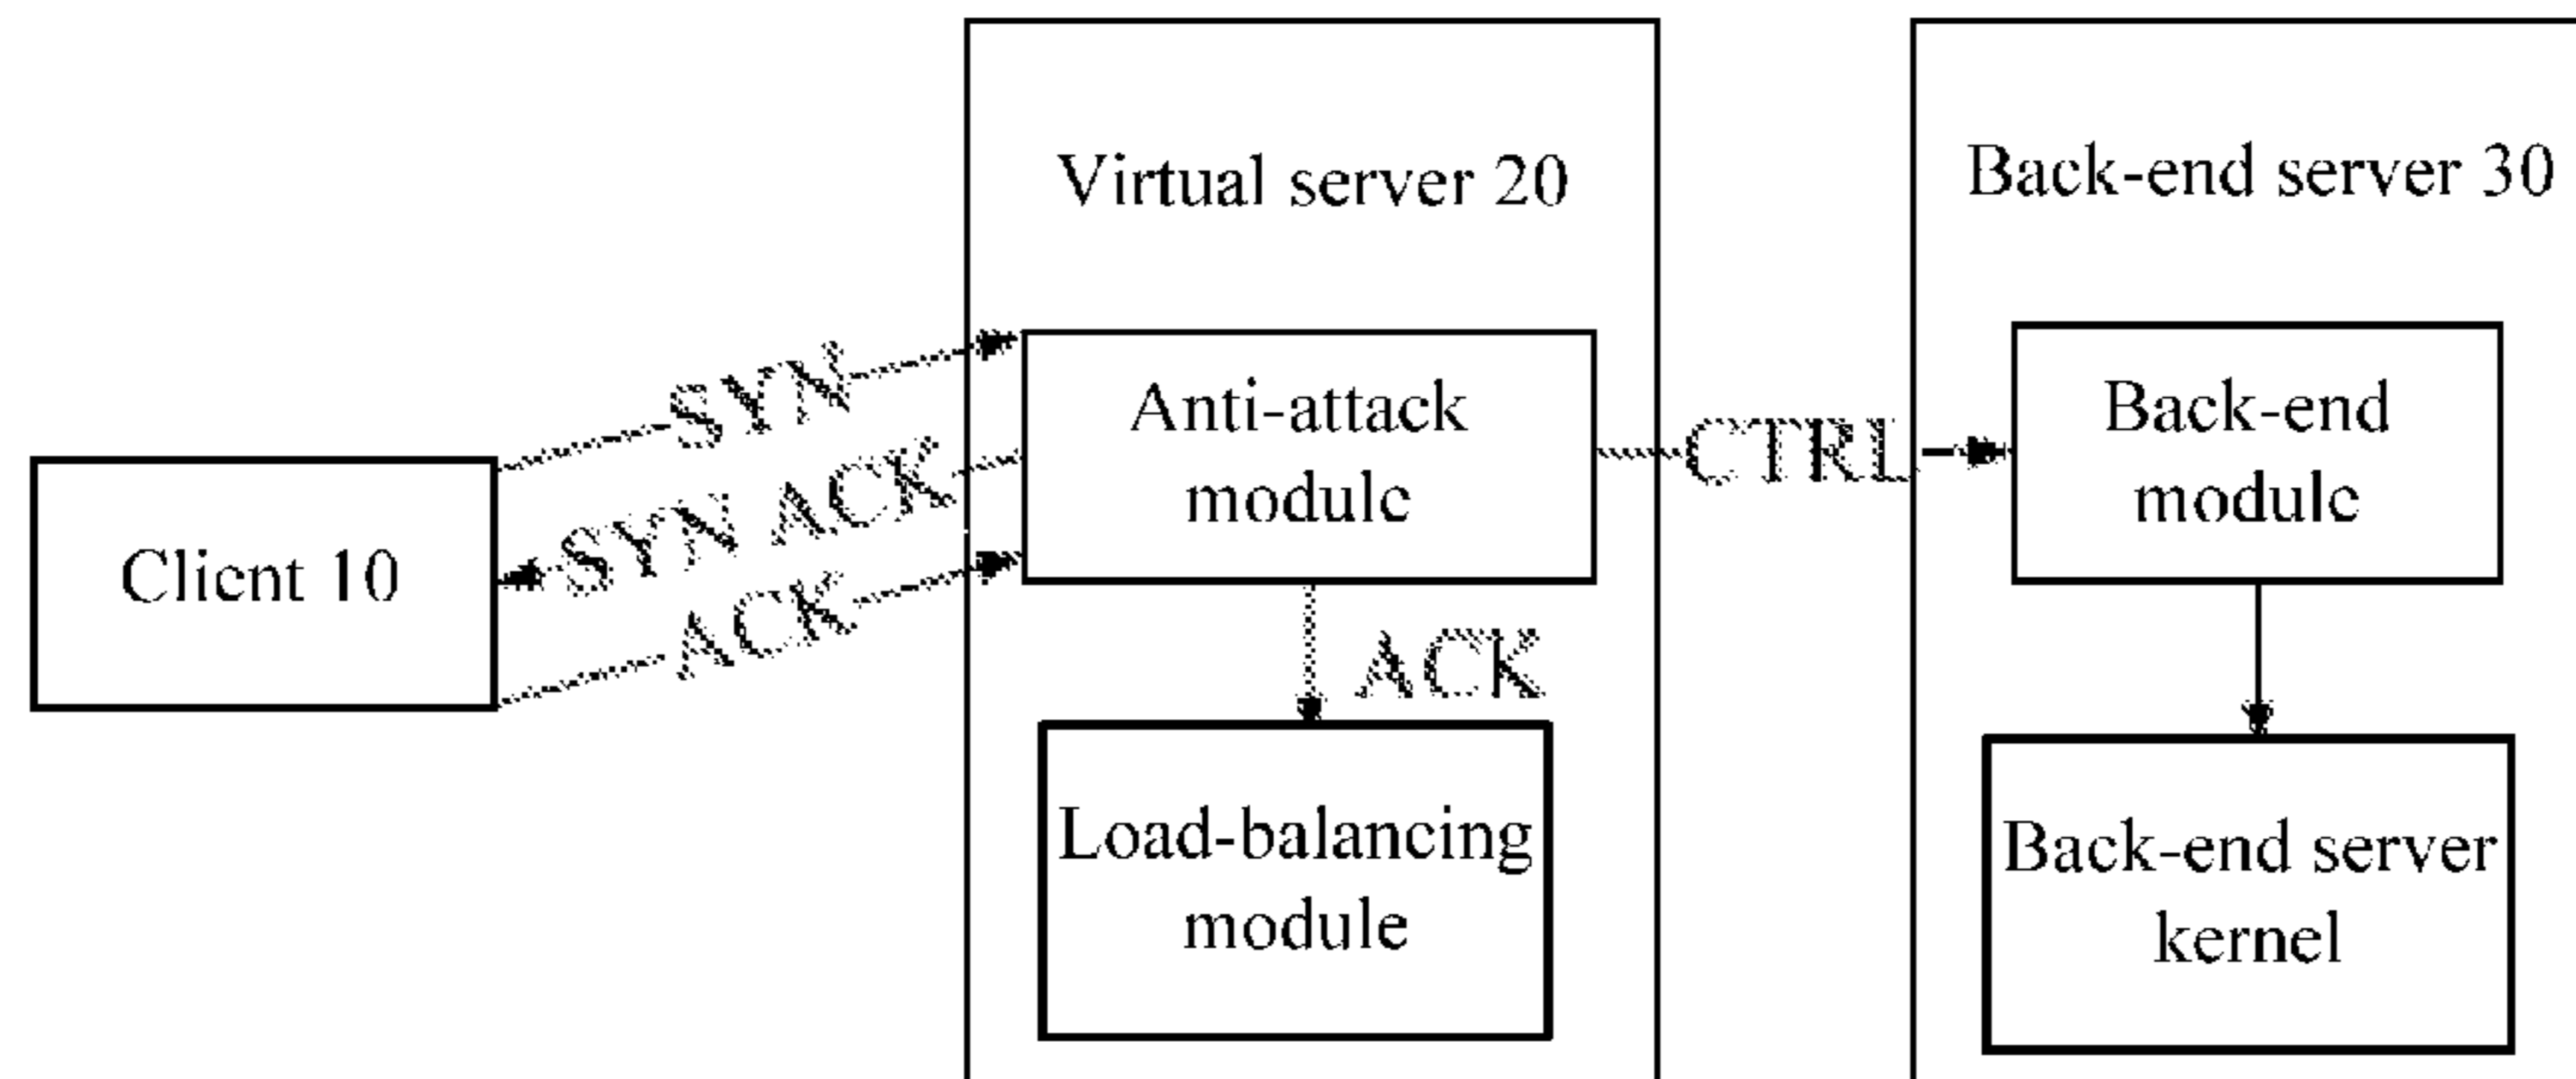 Virtual server 20
Back-end server 30
SYN
SYN ACK
ACK
Client 10
Anti-attack
module
CTRL
Back-end
module
ACK
Load-balancing
module
Back-end server
kernel